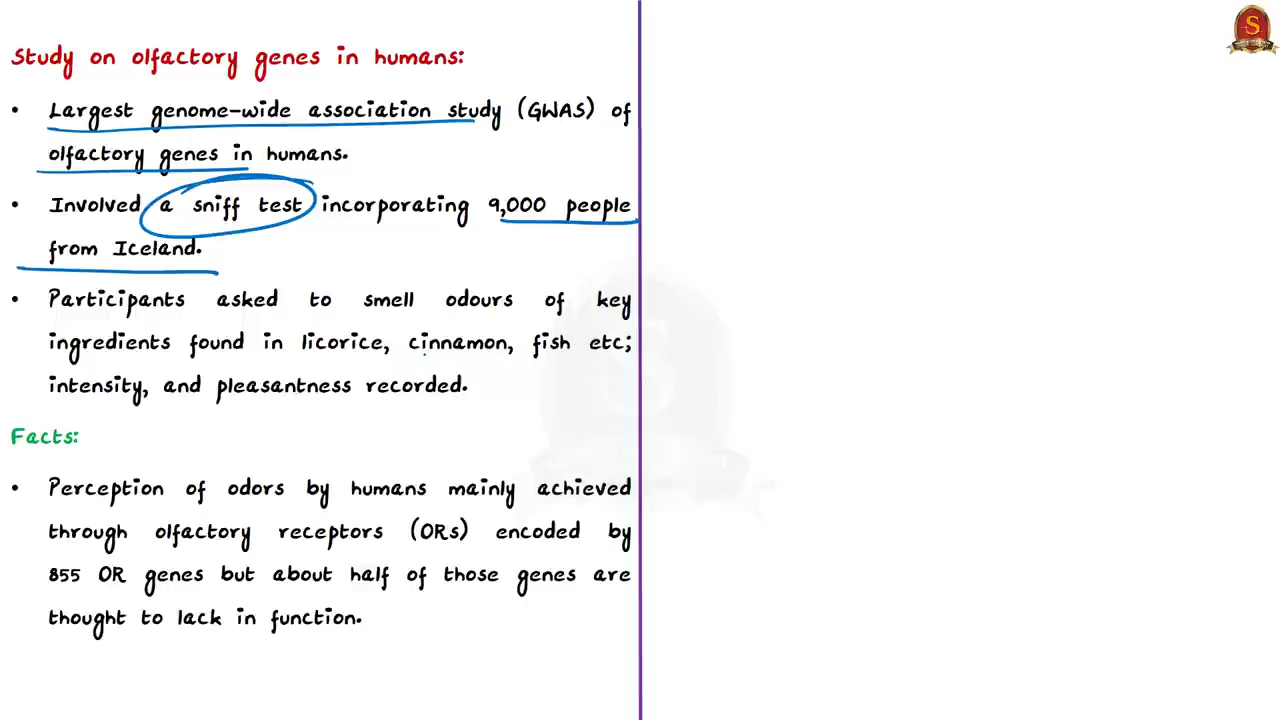 Study on olfactory genes in humans:
• Largest genome-wide association study (GWAS) of
olfactory genes in humans.
• Involved a sniff test incorporating 9,000 people
from Iceland.
• Participants asked to smell odours of key
ingredients found in licorice, cinnamon, fish etc;
intensity, and pleasantness recorded.
Facts:
• Perception of odors by humans mainly achieved
through olfactory receptors (ORs) encoded by
855 OR genes but about half of those genes are
thought to lack in function.
S